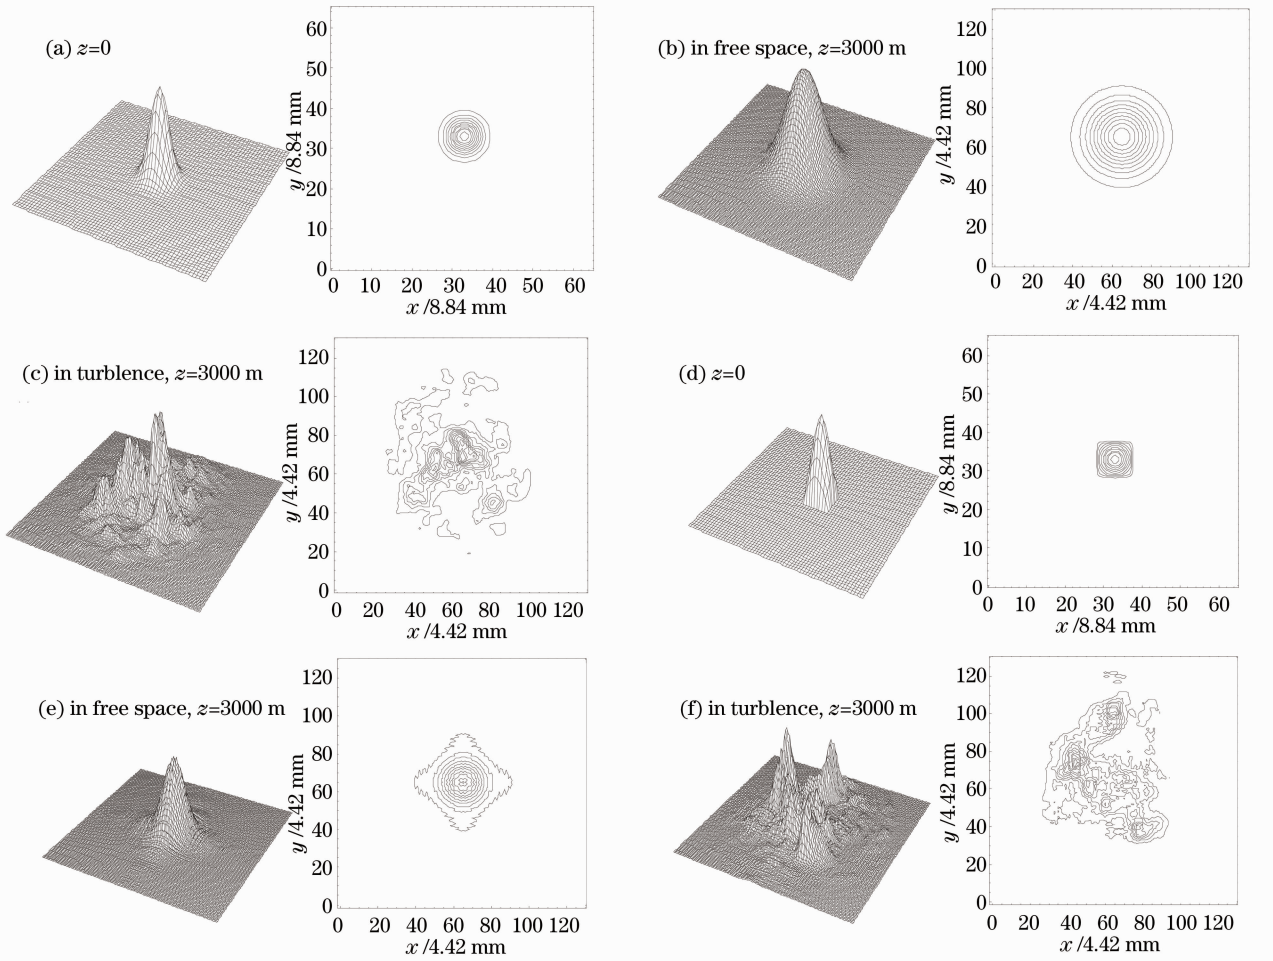 (a) z=0
60
50
40
30
20
10
0
y /8.84 mm
0 10 20 30 40 50 60
x /8.84 mm
(b) in free space, z=3000 m
120
100
80
60
40
20
0
y /4.42 mm
0 20 40 60 80 100 120
x /4.42 mm
(c) in turblence, z=3000 m
120
100
80
60
40
20
0
y /4.42 mm
0 20 40 60 80 100 120
x /4.42 mm
(d) z=0
60
50
40
30
20
10
0
y /8.84 mm
0 10 20 30 40 50 60
x /8.84 mm
(e) in free space, z=3000 m
120
100
80
60
40
20
0
y /4.42 mm
0 20 40 60 80 100 120
x /4.42 mm
(f) in turblence, z=3000 m
120
100
80
60
40
20
0
y /4.42 mm
0 20 40 60 80 100 120
x /4.42 mm